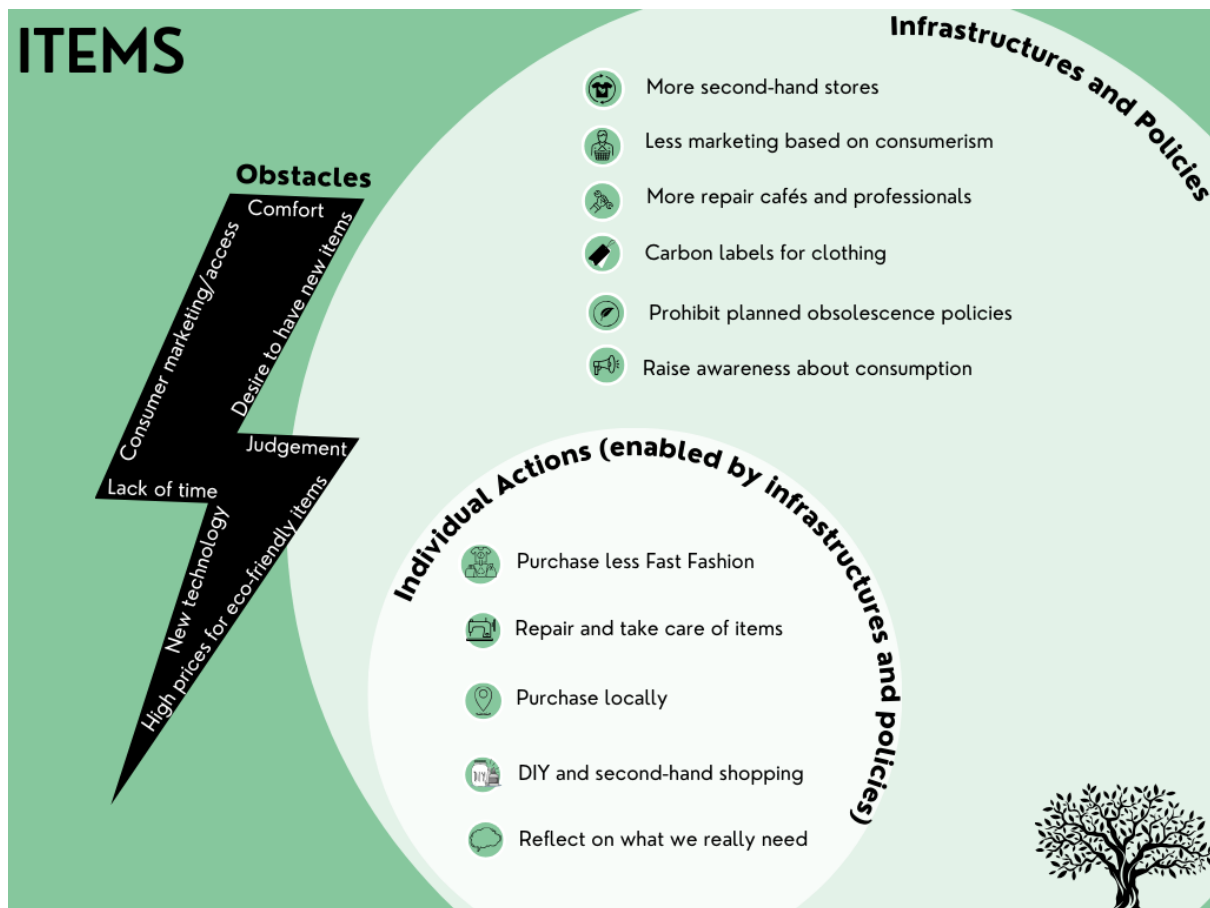 ITEMS
Infrastructures and Policies
More second-hand stores
Less marketing based on consumerism
More repair cafés and professionals
Carbon labels for clothing
Prohibit planned obsolescence policies
Raise awareness about consumption
Obstacles
Comfort
Consumer marketing/access
Desire to have new items
Judgement
Lack of time
New technology
High prices for eco-friendly items
Individual Actions (enabled by infrastructures and policies)
Purchase less Fast Fashion
Repair and take care of items
Purchase locally
DIY
DIY and second-hand shopping
Reflect on what we really need